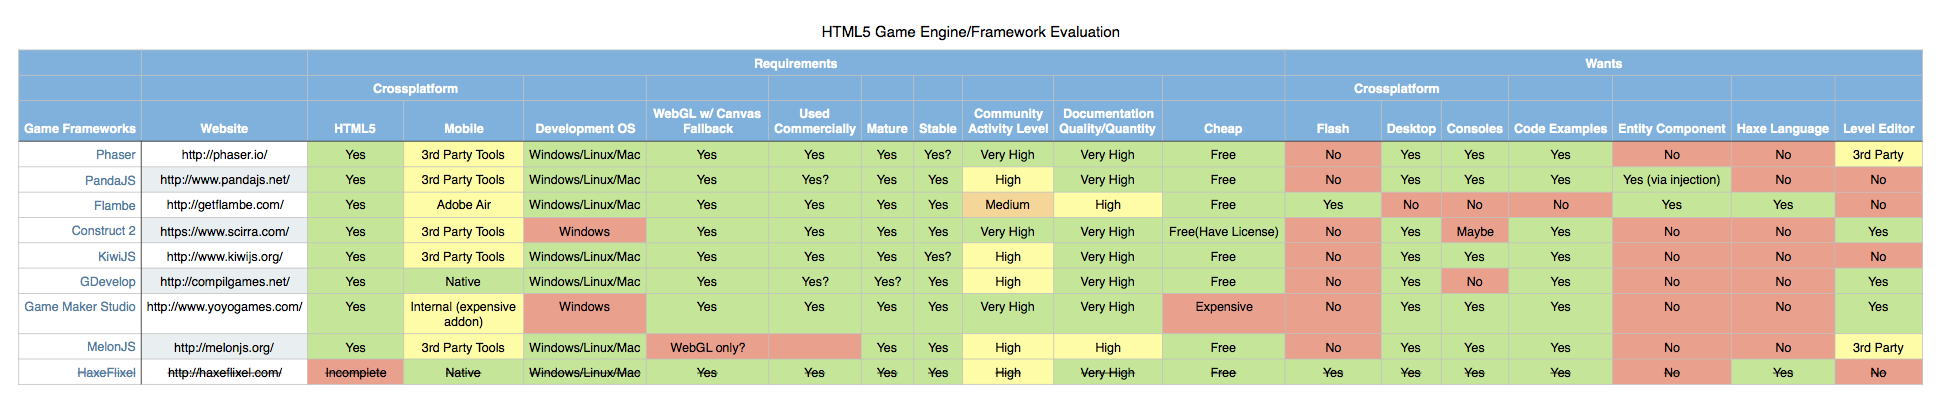 HTML5 Game Engine/Framework Evaluation
Requirements Wants
Crossplatform Crossplatform
Game Frameworks Website HTML5 Mobile Development OS WebGL w/ Canvas Fallback Used Commercially Mature Stable Community Activity Level Documentation Quality/Quantity Cheap Flash Desktop Consoles Code Examples Entity Component Haxe Language Level Editor
Phaser http://phaser.io/ Yes 3rd Party Tools Windows/Linux/Mac Yes Yes Yes Yes? Very High Very High Free No Yes Yes Yes No No 3rd Party
PandaJS http://www.pandajs.net/ Yes 3rd Party Tools Windows/Linux/Mac Yes Yes? Yes Yes High Very High Free No Yes Yes Yes Yes (via injection) No No
Flambe http://getflambe.com/ Yes Adobe Air Windows/Linux/Mac Yes Yes Yes Yes Medium High Free Yes No No No Yes Yes No
Construct 2 https://www.scirra.com/ Yes 3rd Party Tools Windows Yes Yes Yes Yes Very High Very High Free(Have License) No Yes Maybe Yes No No Yes
KiwiJS http://www.kiwijs.org/ Yes 3rd Party Tools Windows/Linux/Mac Yes Yes Yes Yes? High Very High Free No Yes Yes Yes No No No
GDevelop http://compilgames.net/ Yes Native Windows/Linux/Mac Yes Yes? Yes? Yes High Very High Free No Yes No Yes No No Yes
Game Maker Studio http://www.yoyogames.com/ Yes Internal (expensive addon) Windows Yes Yes Yes Yes Very High Very High Expensive No Yes Yes Yes No No Yes
MelonJS http://melonjs.org/ Yes 3rd Party Tools Windows/Linux/Mac WebGL only? Yes Yes High High Free No Yes Yes Yes No No 3rd Party
HaxeFlixel http://haxeflixel.com/ Incomplete Native Windows/Linux/Mac Yes Yes Yes Yes High Very High Free Yes Yes Yes Yes No Yes No